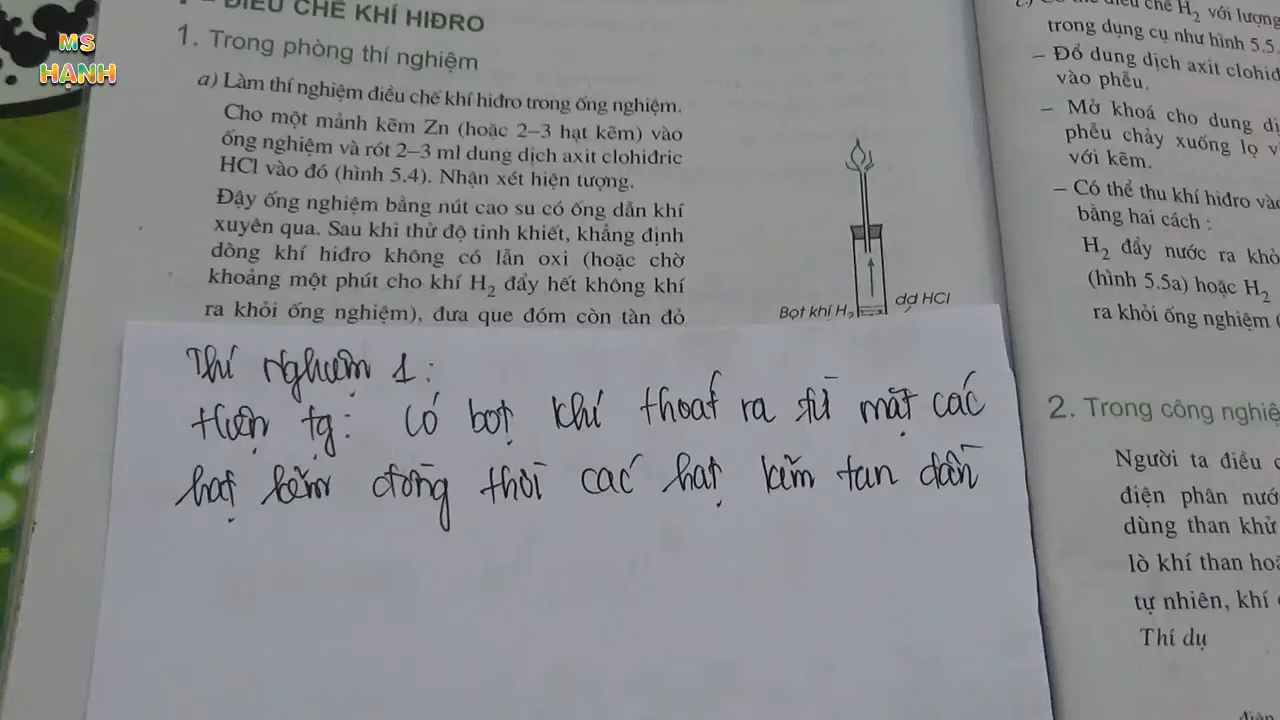 MS
HẠNH
ĐIỀU CHẾ KHÍ HIĐRO
1. Trong phòng thí nghiệm
a) Làm thí nghiệm điều chế khí hiđro trong ống nghiệm.
Cho một mảnh kẽm Zn (hoặc 2–3 hạt kẽm) vào
ống nghiệm và rót 2–3 ml dung dịch axit clohiđric
HCl vào đó (hình 5.4). Nhận xét hiện tượng.
Đậy ống nghiệm bằng nút cao su có ống dẫn khí
xuyên qua. Sau khi thử độ tinh khiết, khẳng định
dòng khí hiđro không có lẫn oxi (hoặc chờ
khoảng một phút cho khí H₂ đẩy hết không khí
ra khỏi ống nghiệm), đưa que đóm còn tàn đỏ
Bọt khí H₂
dd HCl
Thí nghiệm 1:
Hiện tg: Có bọt khí thoát ra từ mặt các
hạt kẽm đồng thời các hạt kẽm tan dần
điều chế H₂ với lượng
trong dụng cụ như hình 5.5
– Đổ dung dịch axit clohiđ
vào phễu.
– Mở khoá cho dung
phễu chảy xuống lọ
với kẽm.
– Có thể thu khí hiđro
bằng hai cách :
H₂ đẩy nước ra
(hình 5.5a) hoặc H₂
ra khỏi ống nghiệm
2. Trong công
Người ta điều
điện phân
dùng than khử
lò khí than
tự nhiên, khí
Thí dụ